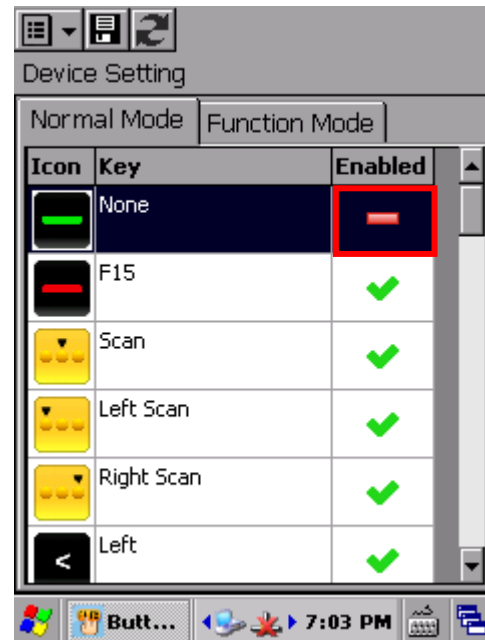 Device Setting
Normal Mode Function Mode
Icon Key Enabled
None
F15
Scan
Left Scan
Right Scan
< Left
Butt... 7:03 PM